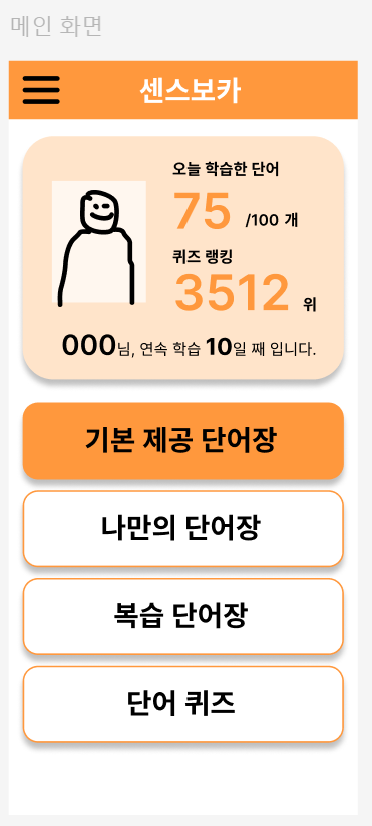 메인 화면
센스보카
오늘 학습한 단어
75 /100 개
퀴즈 랭킹
3512 위
000님, 연속 학습 10일 째 입니다.
기본 제공 단어장
나만의 단어장
복습 단어장
단어 퀴즈